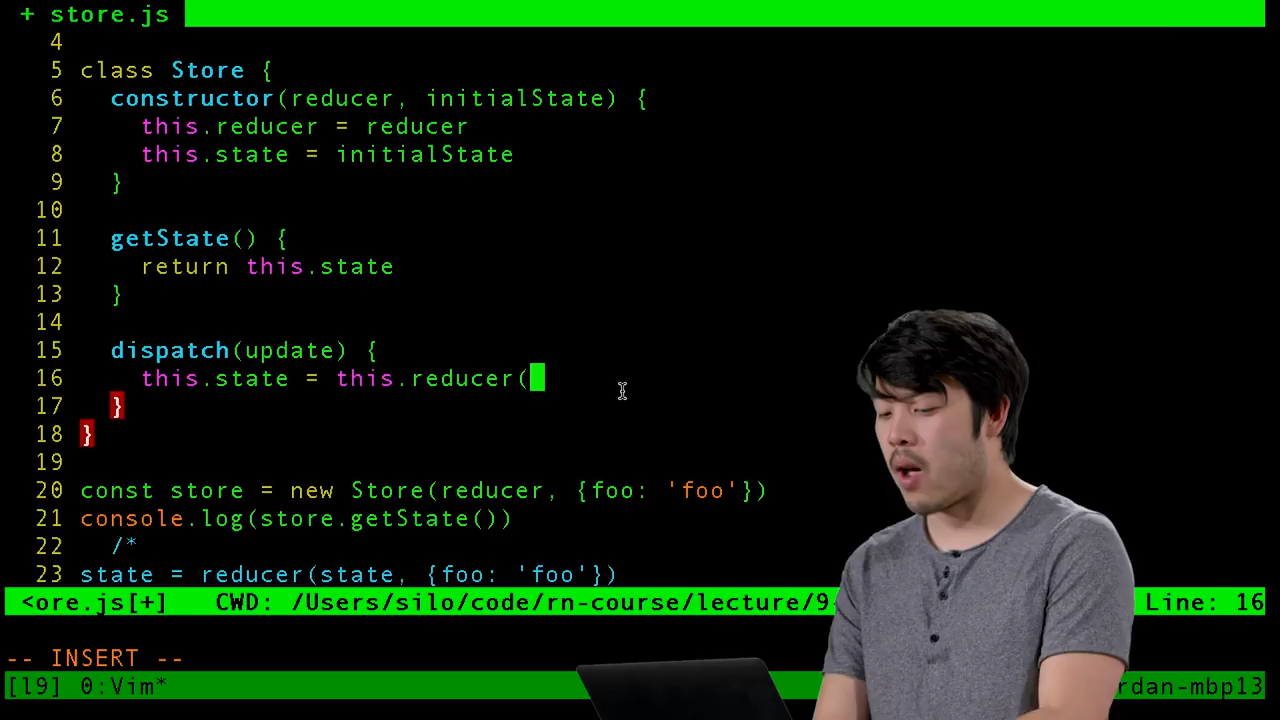 + store.js
4
5 class Store {
6   constructor(reducer, initialState) {
7     this.reducer = reducer
8     this.state = initialState
9   }
10
11   getState() {
12     return this.state
13   }
14
15   dispatch(update) {
16     this.state = this.reducer(
17   }
18 }
19
20 const store = new Store(reducer, {foo: 'foo'})
21 console.log(store.getState())
22   /*
23 state = reducer(state, {foo: 'foo'})
<ore.js[+]   CWD: /Users/silo/code/rn-course/lecture/9 Line: 16
-- INSERT --
[l9] 0:Vim* rdan-mbp13